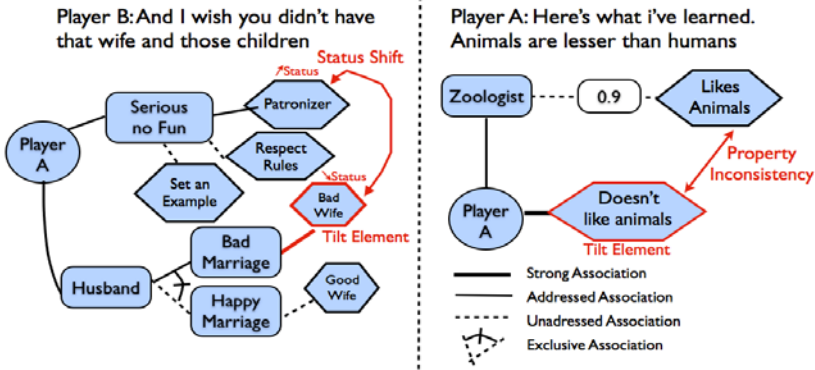 Player B: And I wish you didn't have
that wife and those children
Status Shift
↗Status
Patronizer
Serious
no Fun
Player
A
Respect
Rules
Set an
Example
↘Status
Bad
Wife
Tilt Element
Bad
Marriage
Husband
Happy
Marriage
Good
Wife
Player A: Here's what i've learned.
Animals are lesser than humans
Zoologist
0.9
Likes
Animals
Property
Inconsistency
Player
A
Doesn't
like animals
Tilt Element
Strong Association
Addressed Association
Unadressed Association
Exclusive Association